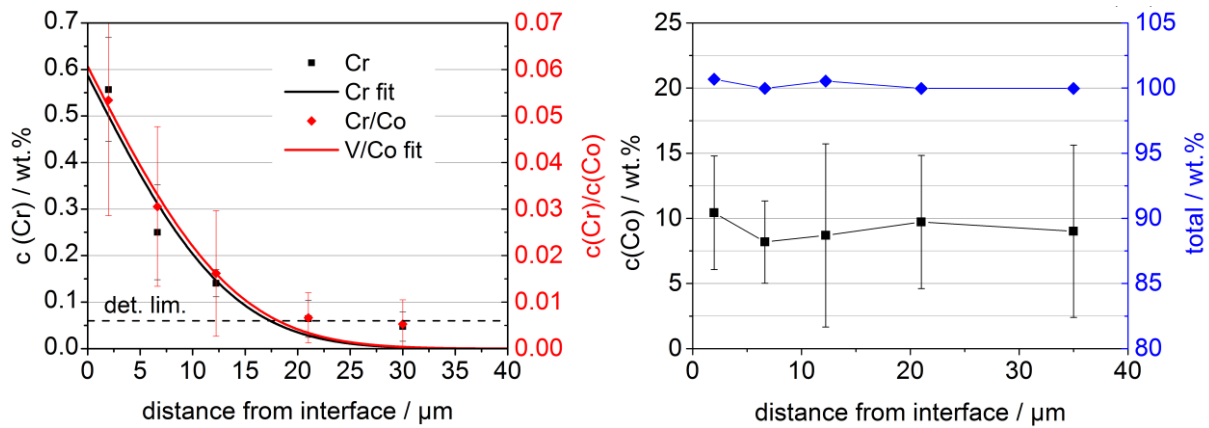 0.7
0.6
0.5
0.4
0.3
0.2
0.1
0.0
c (Cr) / wt.%
0.07
0.06
0.05
0.04
0.03
0.02
0.01
0.00
c(Cr)/c(Co)
Cr
Cr fit
Cr/Co
V/Co fit
det. lim.
0 5 10 15 20 25 30 35 40
distance from interface / µm
25
20
15
10
5
0
c(Co) / wt.%
105
100
95
90
85
80
total / wt.%
0 10 20 30 40
distance from interface / µm